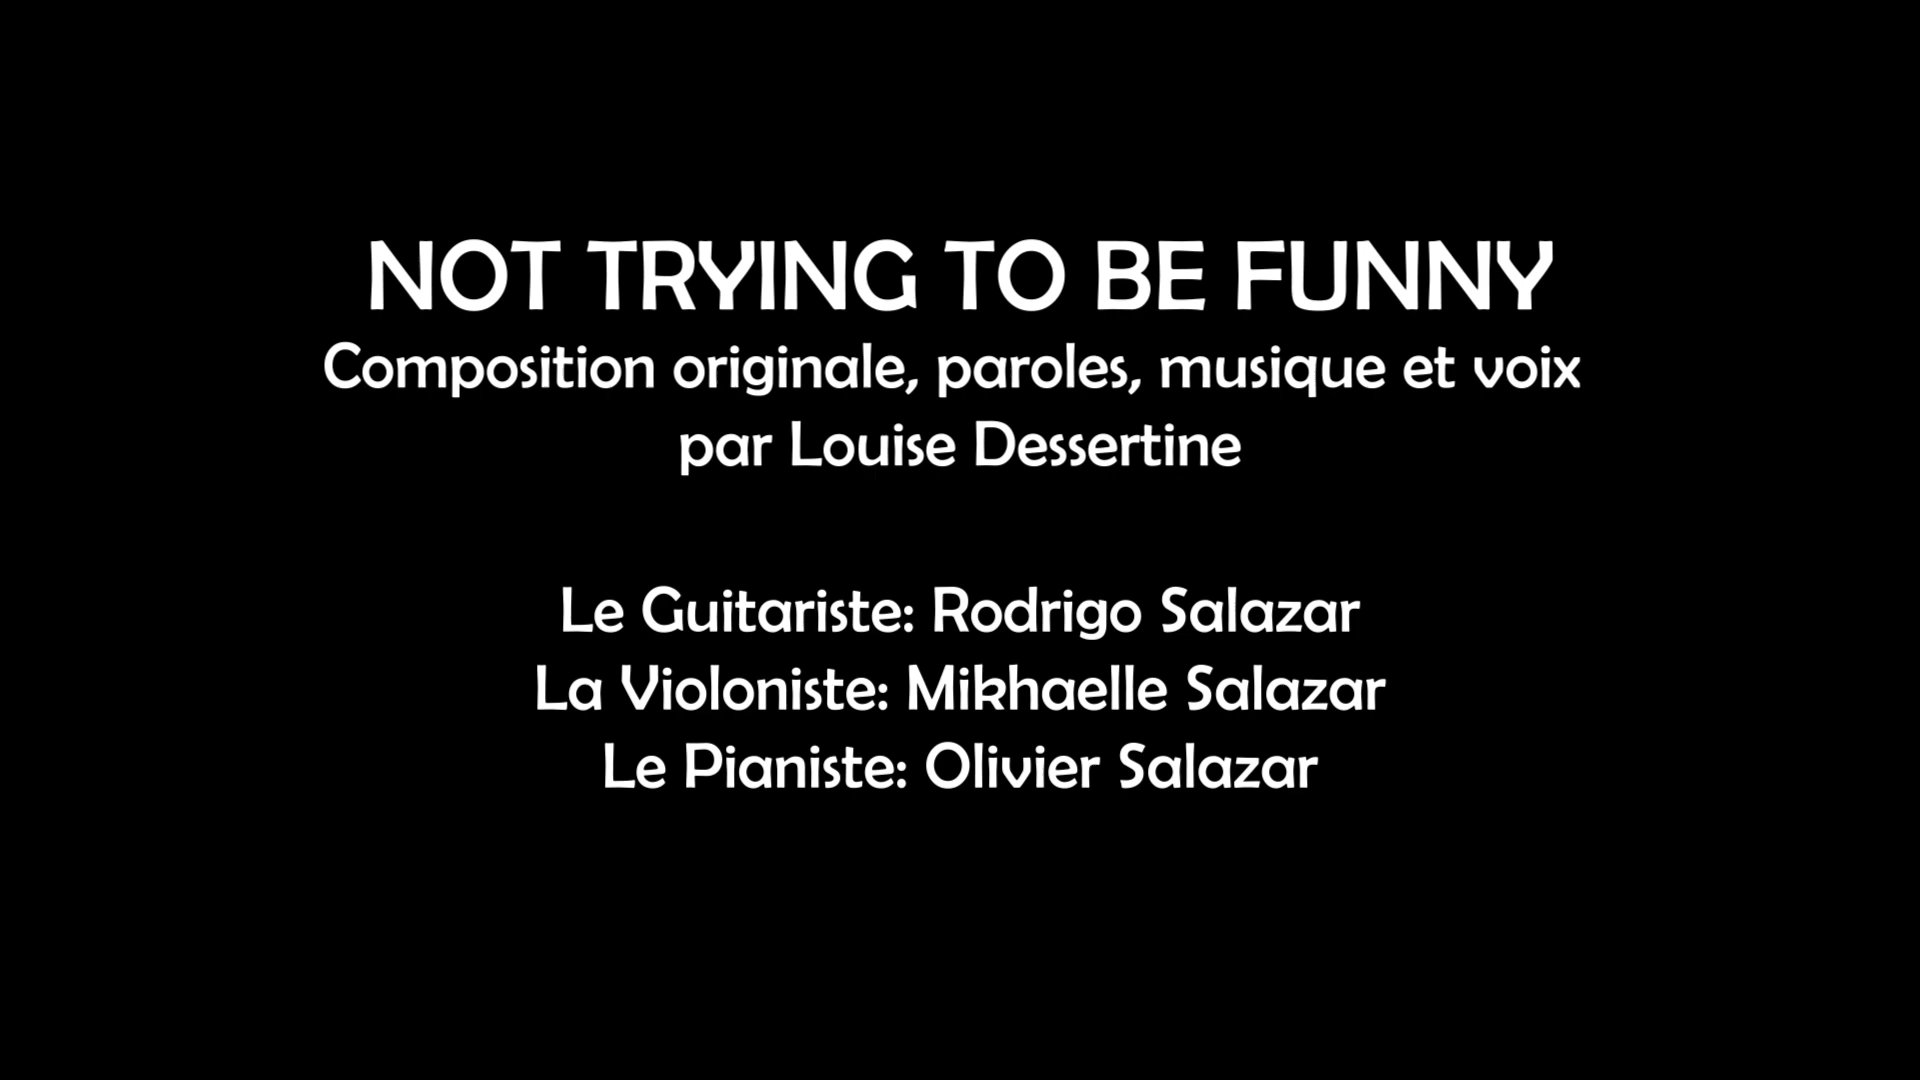 NOT TRYING TO BE FUNNY
Composition originale, paroles, musique et voix
par Louise Dessertine
Le Guitariste: Rodrigo Salazar
La Violoniste: Mikhaelle Salazar
Le Pianiste: Olivier Salazar